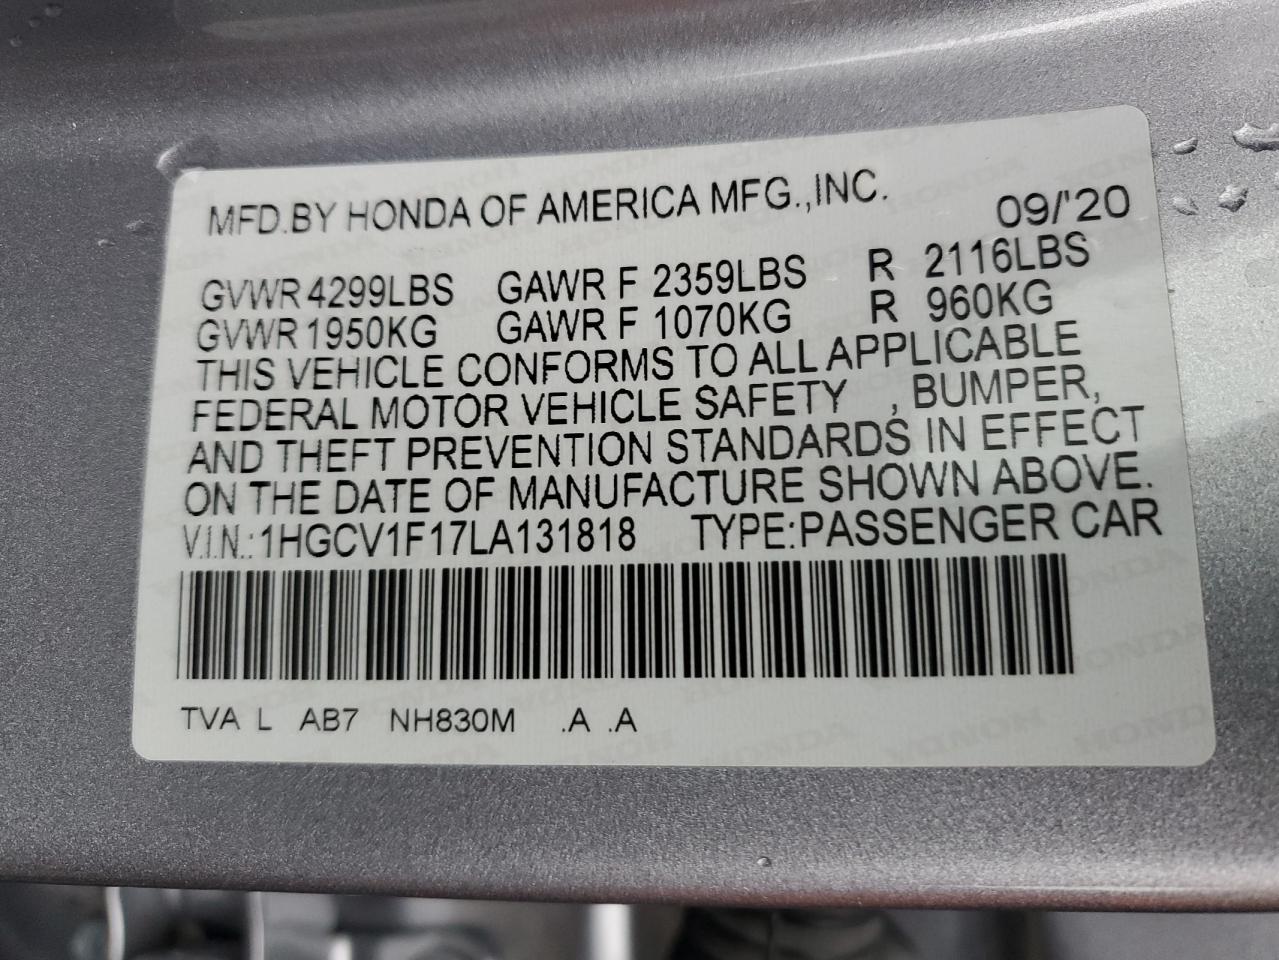 MFD.BY HONDA OF AMERICA MFG.,INC. 09/'20
GVWR 4299LBS GAWR F 2359LBS R 2116LBS
GVWR 1950KG GAWR F 1070KG R 960KG
THIS VEHICLE CONFORMS TO ALL APPLICABLE
FEDERAL MOTOR VEHICLE SAFETY , BUMPER,
AND THEFT PREVENTION STANDARDS IN EFFECT
ON THE DATE OF MANUFACTURE SHOWN ABOVE.
V.I.N.: 1HGCV1F17LA131818 TYPE:PASSENGER CAR
TVA L AB7 NH830M .A .A